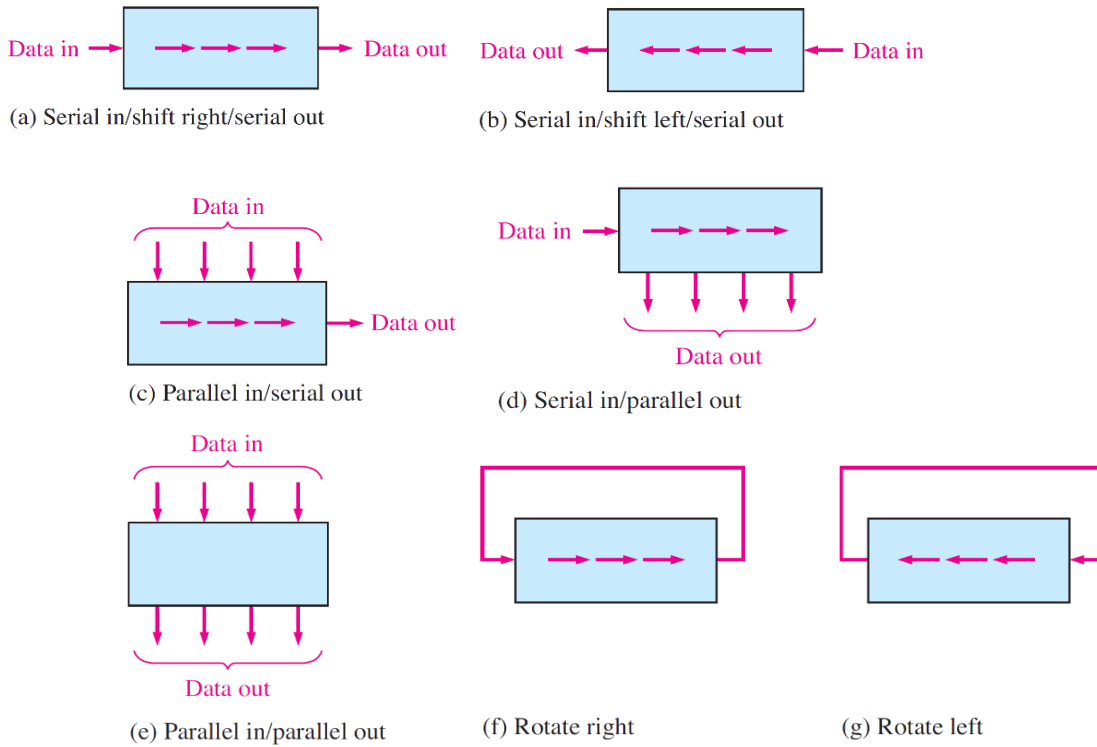 Data in
Data out
(a) Serial in/shift right/serial out
Data out
Data in
(b) Serial in/shift left/serial out
Data in
Data out
(c) Parallel in/serial out
Data in
Data out
(d) Serial in/parallel out
Data in
Data out
(e) Parallel in/parallel out
(f) Rotate right
(g) Rotate left